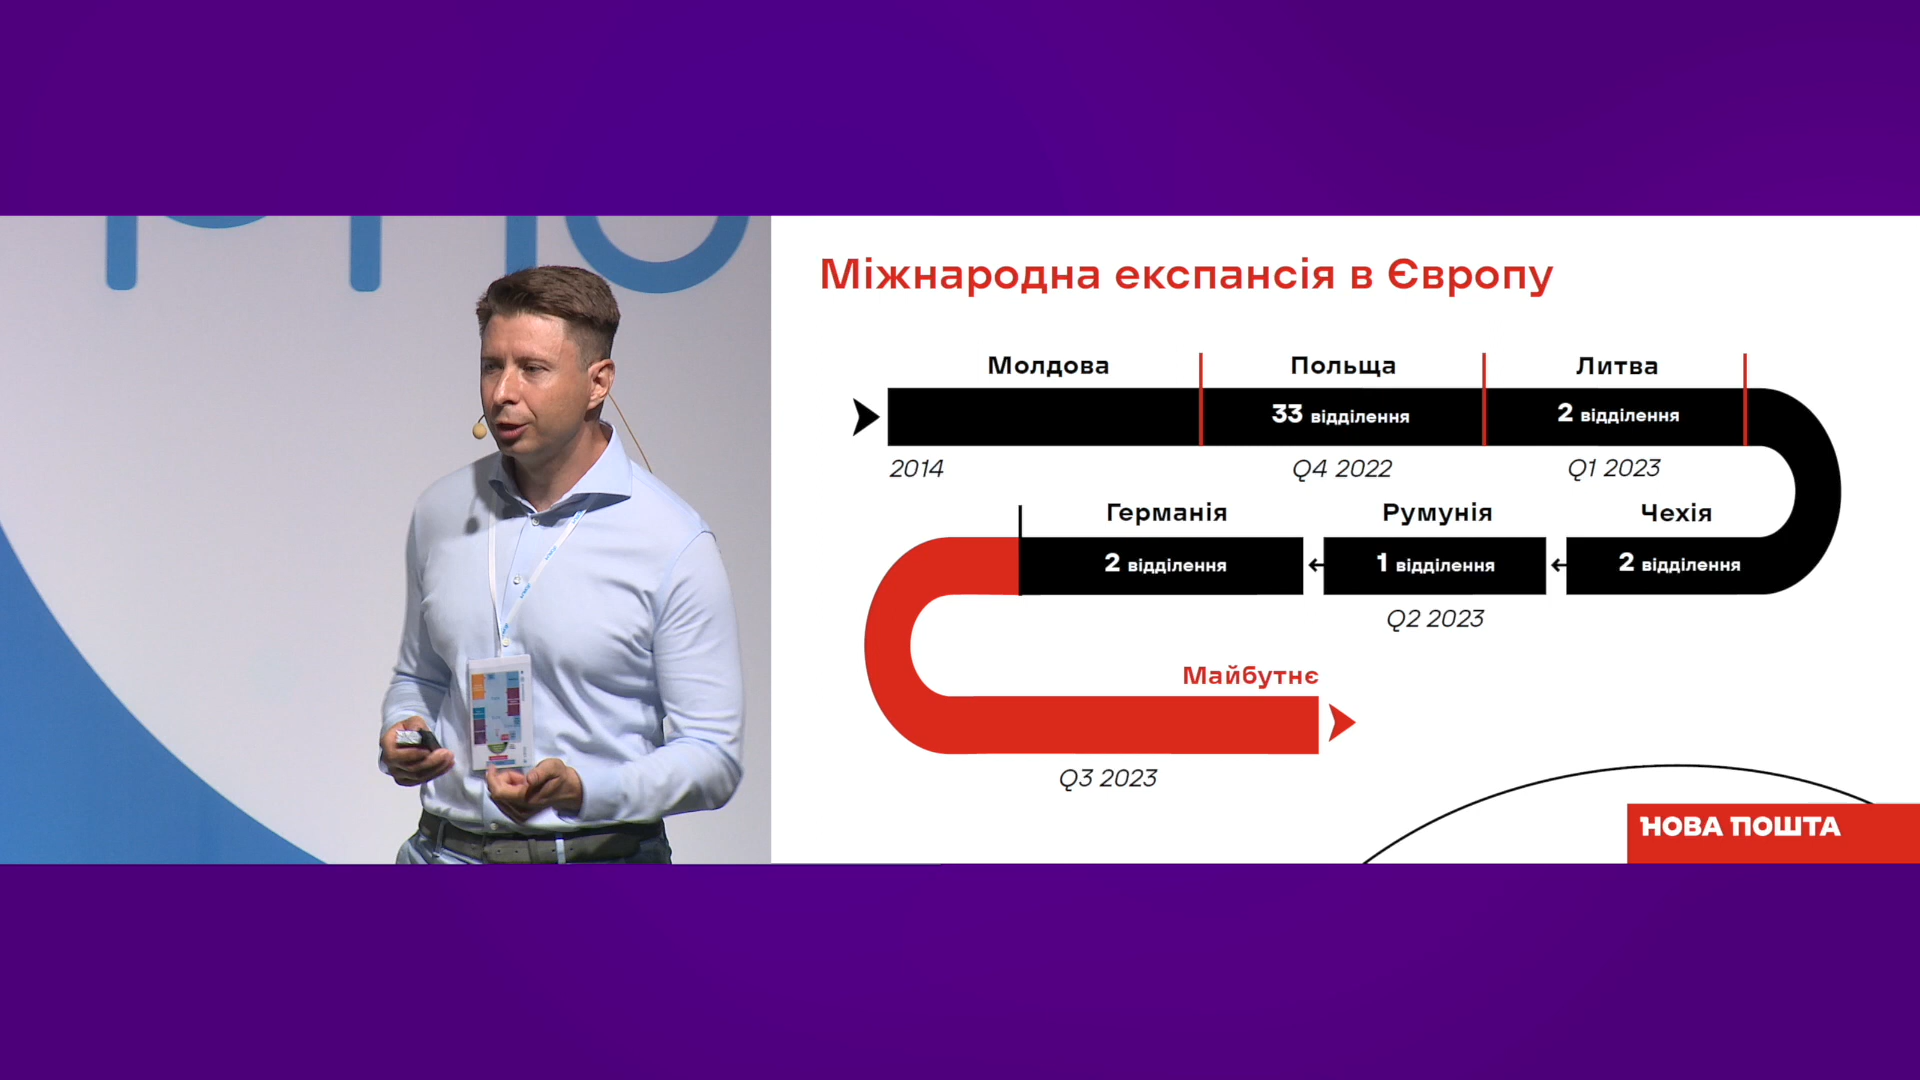 Міжнародна експансія в Європу
Молдова
Польща
Литва
33 відділення
2 відділення
2014
Q4 2022
Q1 2023
Германія
Румунія
Чехія
2 відділення
1 відділення
2 відділення
Q2 2023
Майбутнє
Q3 2023
НОВА ПОШТА